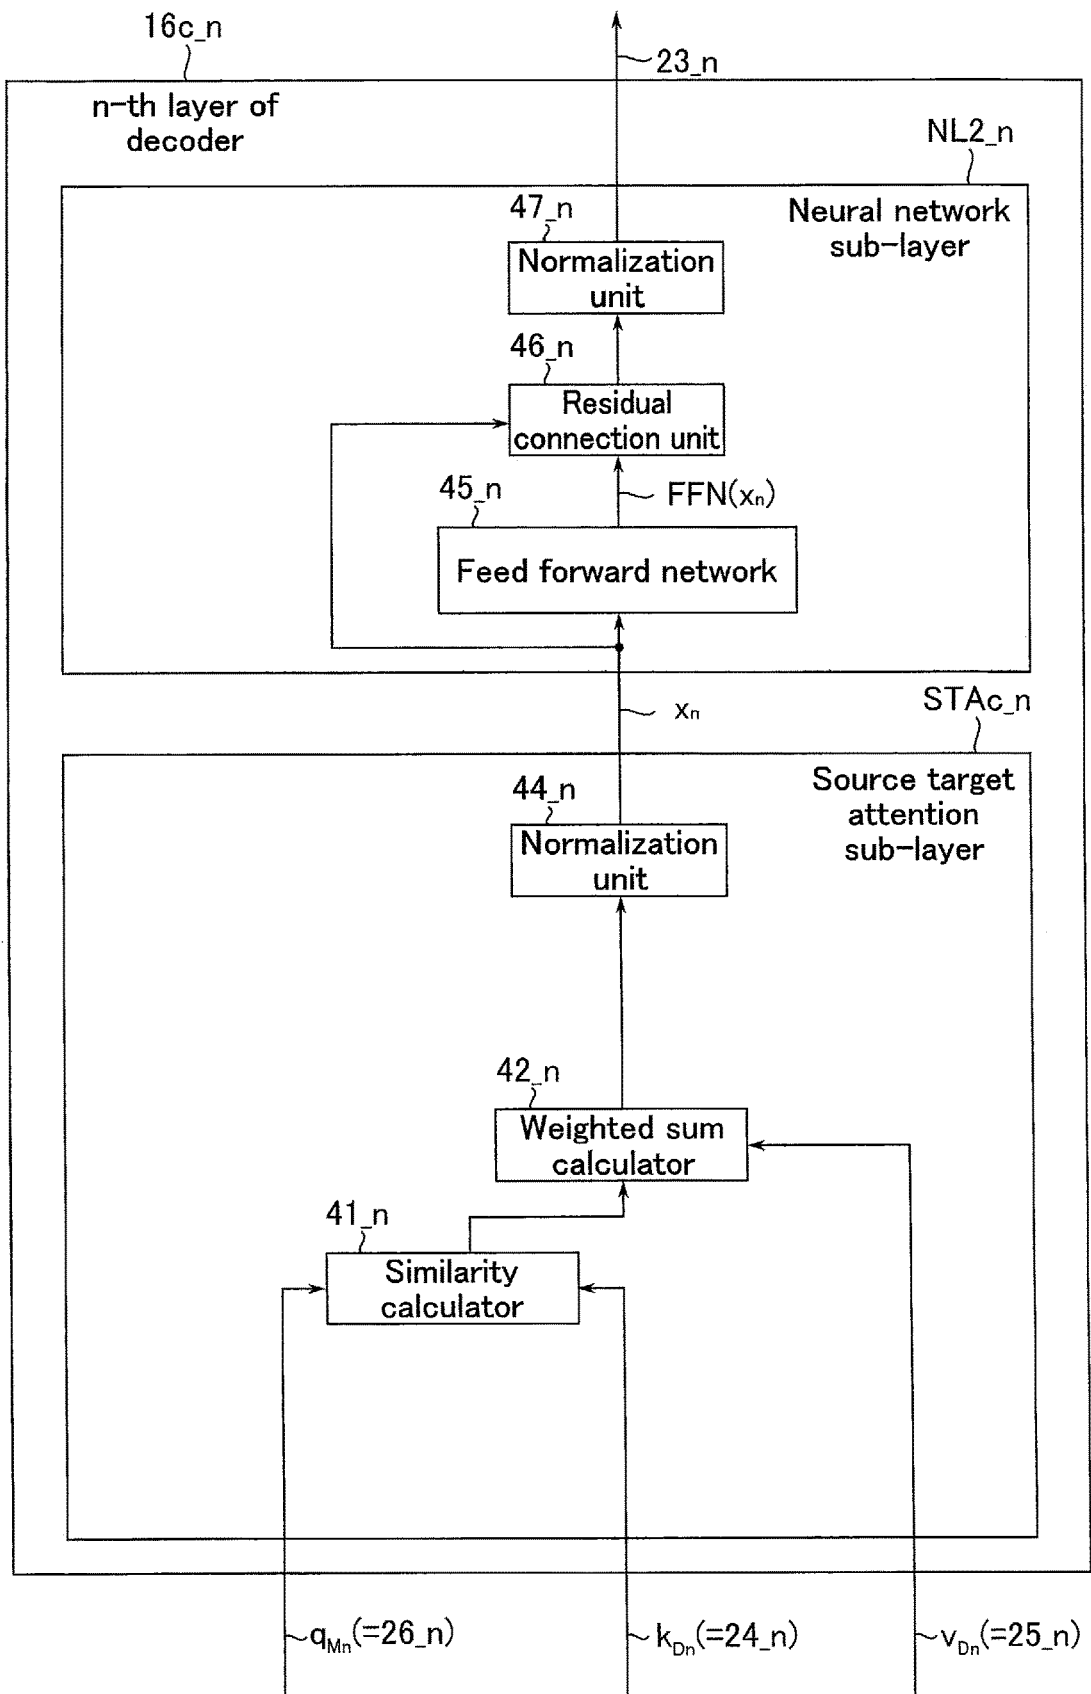 16c_n
23_n
n-th layer of
decoder
NL2_n
Neural network
sub-layer
47_n
Normalization
unit
46_n
Residual
connection unit
45_n
FFN(xn)
Feed forward network
xn
STAc_n
Source target
attention
sub-layer
44_n
Normalization
unit
42_n
Weighted sum
calculator
41_n
Similarity
calculator
qMn(=26_n)
kDn(=24_n)
vDn(=25_n)